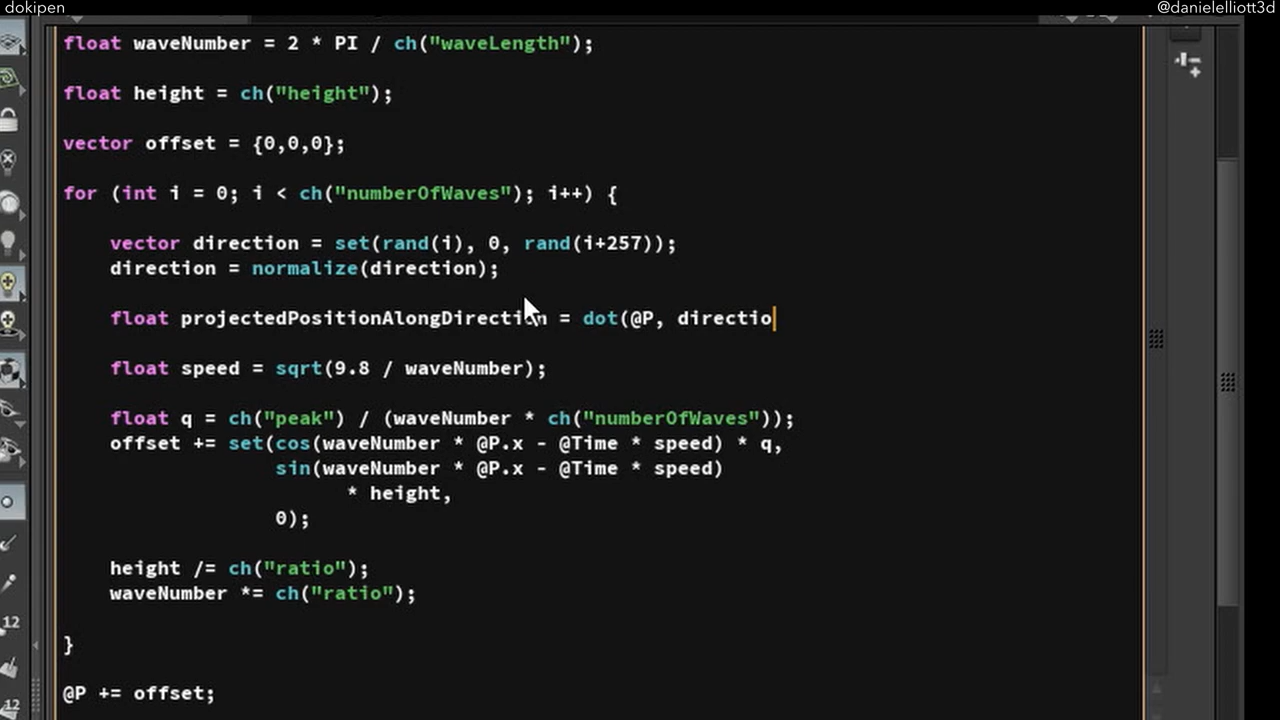 dokipen
@danielelliott3d
float waveNumber = 2 * PI / ch("waveLength");
float height = ch("height");
vector offset = {0,0,0};
for (int i = 0; i < ch("numberOfWaves"); i++) {
vector direction = set(rand(i), 0, rand(i+257));
direction = normalize(direction);
float projectedPositionAlongDirection = dot(@P, directio
float speed = sqrt(9.8 / waveNumber);
float q = ch("peak") / (waveNumber * ch("numberOfWaves"));
offset += set(cos(waveNumber * @P.x - @Time * speed) * q,
sin(waveNumber * @P.x - @Time * speed)
* height,
0);
height /= ch("ratio");
waveNumber *= ch("ratio");
}
@P += offset;
12
12